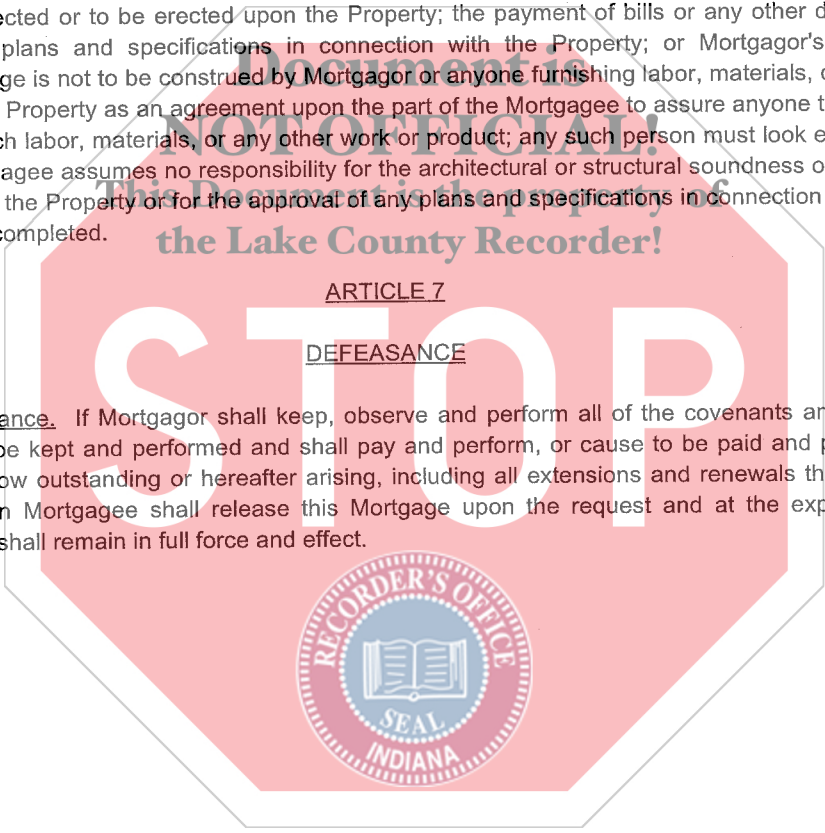 ected or to be erected upon the Property; the payment of bills or any other d
Document is
plans and specifications in connection with the Property; or Mortgagor's
ge is not to be construed by Mortgagor or anyone furnishing labor, materials,
Property as an agreement upon the part of the Mortgagee to assure anyone t
NOT OFFICIAL!
ch labor, materials, or any other work or product; any such person must look e
agee assumes no responsibility for the architectural or structural soundness o
This Document is the property of
the Property or for the approval of any plans and specifications in connection
completed.
the Lake County Recorder!
ARTICLE 7
STOP
DEFEASANCE
ance. If Mortgagor shall keep, observe and perform all of the covenants an
be kept and performed and shall pay and perform, or cause to be paid and p
ow outstanding or hereafter arising, including all extensions and renewals th
n Mortgagee shall release this Mortgage upon the request and at the exp
shall remain in full force and effect.
RECORDER'S OFFICE
SEAL
INDIANA